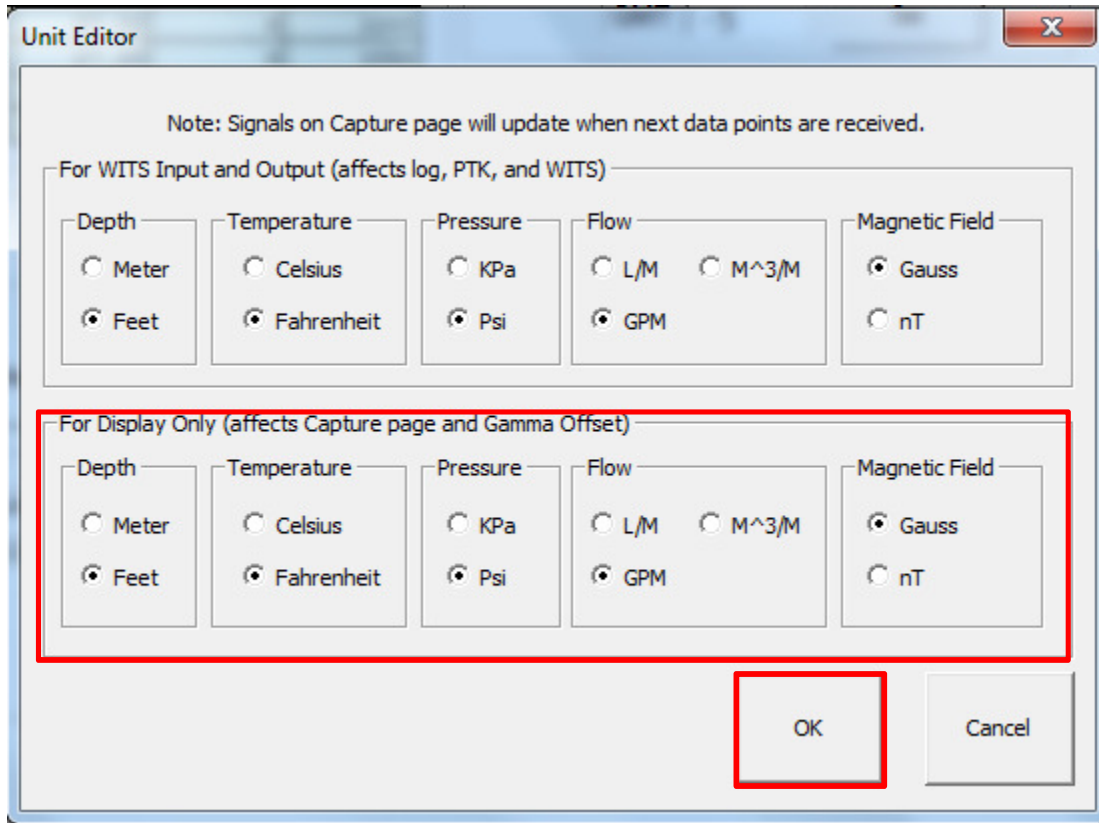 Unit Editor
X
Note: Signals on Capture page will update when next data points are received.
For WITS Input and Output (affects log, PTK, and WITS)
Depth Temperature Pressure Flow Magnetic Field
Meter Celsius KPa L/M M^3/M Gauss
Feet Fahrenheit Psi GPM nT
For Display Only (affects Capture page and Gamma Offset)
Depth Temperature Pressure Flow Magnetic Field
Meter Celsius KPa L/M M^3/M Gauss
Feet Fahrenheit Psi GPM nT
OK Cancel